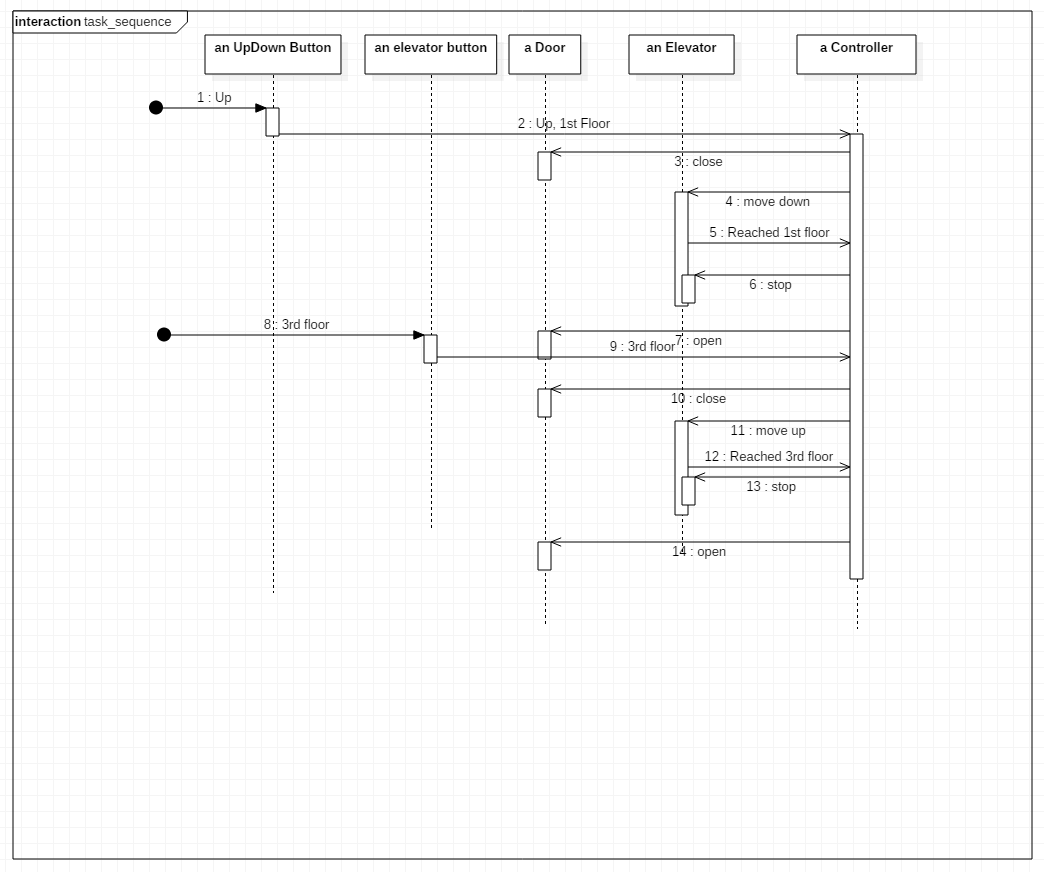 interaction task_sequence
an UpDown Button
an elevator button
a Door
an Elevator
a Controller
1 : Up
2 : Up, 1st Floor
3 : close
4 : move down
5 : Reached 1st floor
6 : stop
8 : 3rd floor
7 : open
9 : 3rd floor
10 : close
11 : move up
12 : Reached 3rd floor
13 : stop
14 : open